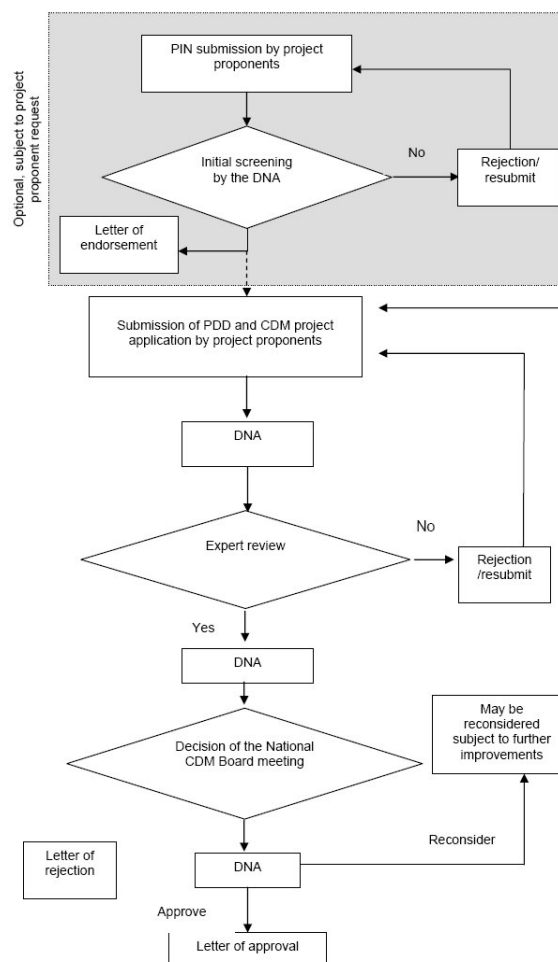 Optional, subject to project
proponent request
PIN submission by project
proponents
Initial screening
by the DNA
No
Rejection/
resubmit
Letter of
endorsement
Submission of PDD and CDM project
application by project proponents
DNA
Expert review
No
Rejection
/resubmit
Yes
DNA
Decision of the National
CDM Board meeting
May be
reconsidered
subject to further
improvements
Letter of
rejection
DNA
Reconsider
Approve
Letter of approval